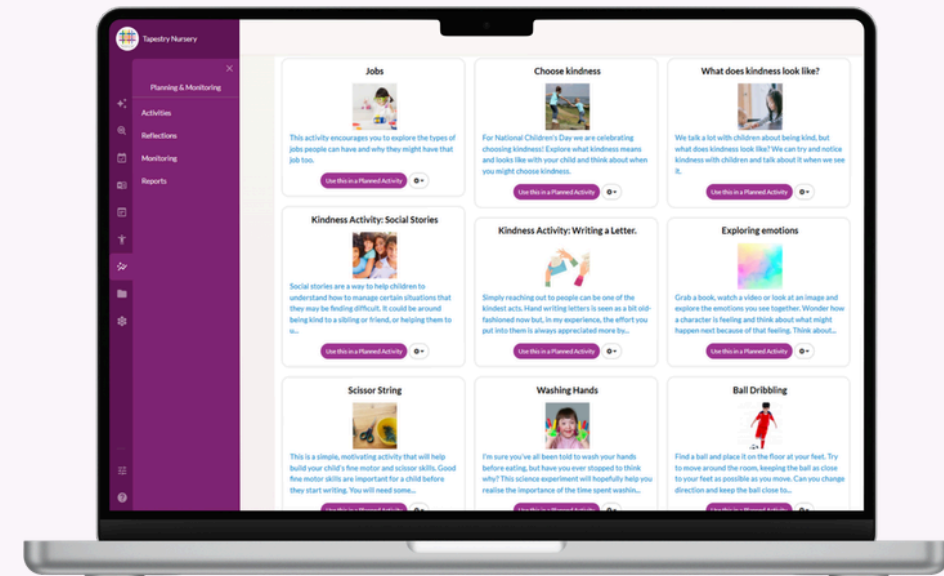 Tapestry Nursery
Planning & Monitoring
Activities
Reflections
Monitoring
Reports
Jobs
This activity encourages you to explore the types of
jobs people can have and why they might have that
job too.
Use this in a Planned Activity
Choose kindness
For National Children's Day we are celebrating
choosing kindness! Explore what kindness means
and looks like with your child and think about when
you might choose kindness.
Use this in a Planned Activity
What does kindness look like?
We talk a lot with children about being kind, but
what does kindness look like? We can try and notice
kindness with children and talk about it when we see
it.
Use this in a Planned Activity
Kindness Activity: Social Stories
Social stories are a way to help children to
understand how to manage certain situations that
they may be finding difficult. It could be around
being kind to a sibling or friend, or helping them to
u...
Use this in a Planned Activity
Kindness Activity: Writing a Letter.
Simply reaching out to people can be one of the
kindest acts. Hand writing letters is seen as a bit old-
fashioned now but, in my experience, the effort you
put into them is always appreciated more by...
Use this in a Planned Activity
Exploring emotions
Grab a book, watch a video or look at an image and
explore the emotions you see together. Wonder how
a character is feeling and think about what might
happen next because of that feeling. Think about...
Use this in a Planned Activity
Scissor String
This is a simple, motivating activity that will help
build your child's fine motor and scissor skills. Good
fine motor skills are important for a child before
they start writing. You will need some...
Use this in a Planned Activity
Washing Hands
I'm sure you've all been told to wash your hands
before eating, but have you ever stopped to think
why? This science experiment will hopefully help you
realise the importance of the time spent washin...
Use this in a Planned Activity
Ball Dribbling
Find a ball and place it on the floor at your feet. Try
to move around the room, keeping the ball as close
to your feet as possible as you move. Can you change
direction and keep the ball close to...
Use this in a Planned Activity